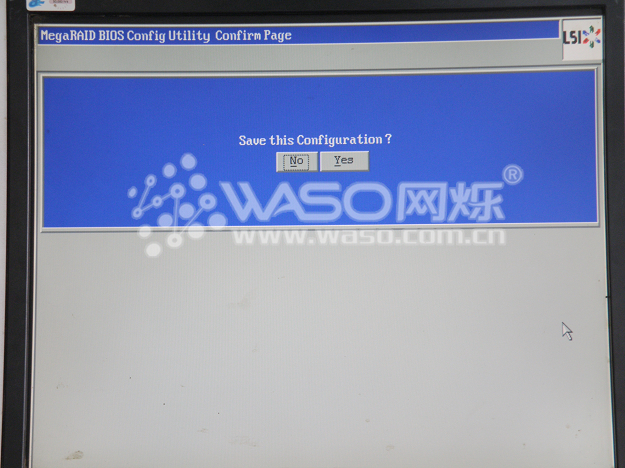 MegaRAID BIOS Config Utility Confirm Page
LSI
Save this Configuration ?
No
Yes
WASO网烁®
www.waso.com.cn